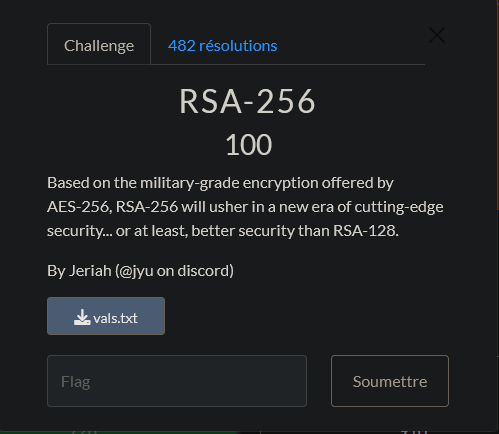 Challenge
482 résolutions
RSA-256
100
Based on the military-grade encryption offered by
AES-256, RSA-256 will usher in a new era of cutting-edge
security... or at least, better security than RSA-128.
By Jeriah (@jyu on discord)
vals.txt
Flag
Soumettre